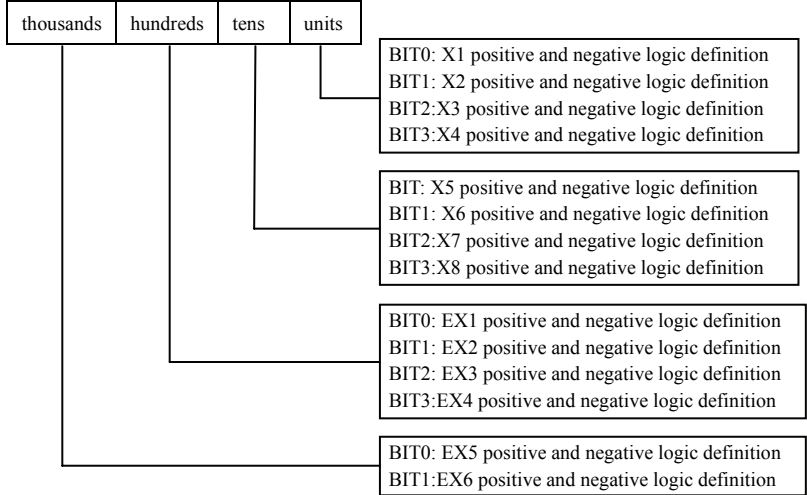 thousands hundreds tens units
BIT0: X1 positive and negative logic definition
BIT1: X2 positive and negative logic definition
BIT2:X3 positive and negative logic definition
BIT3:X4 positive and negative logic definition
BIT: X5 positive and negative logic definition
BIT1: X6 positive and negative logic definition
BIT2:X7 positive and negative logic definition
BIT3:X8 positive and negative logic definition
BIT0: EX1 positive and negative logic definition
BIT1: EX2 positive and negative logic definition
BIT2: EX3 positive and negative logic definition
BIT3:EX4 positive and negative logic definition
BIT0: EX5 positive and negative logic definition
BIT1:EX6 positive and negative logic definition